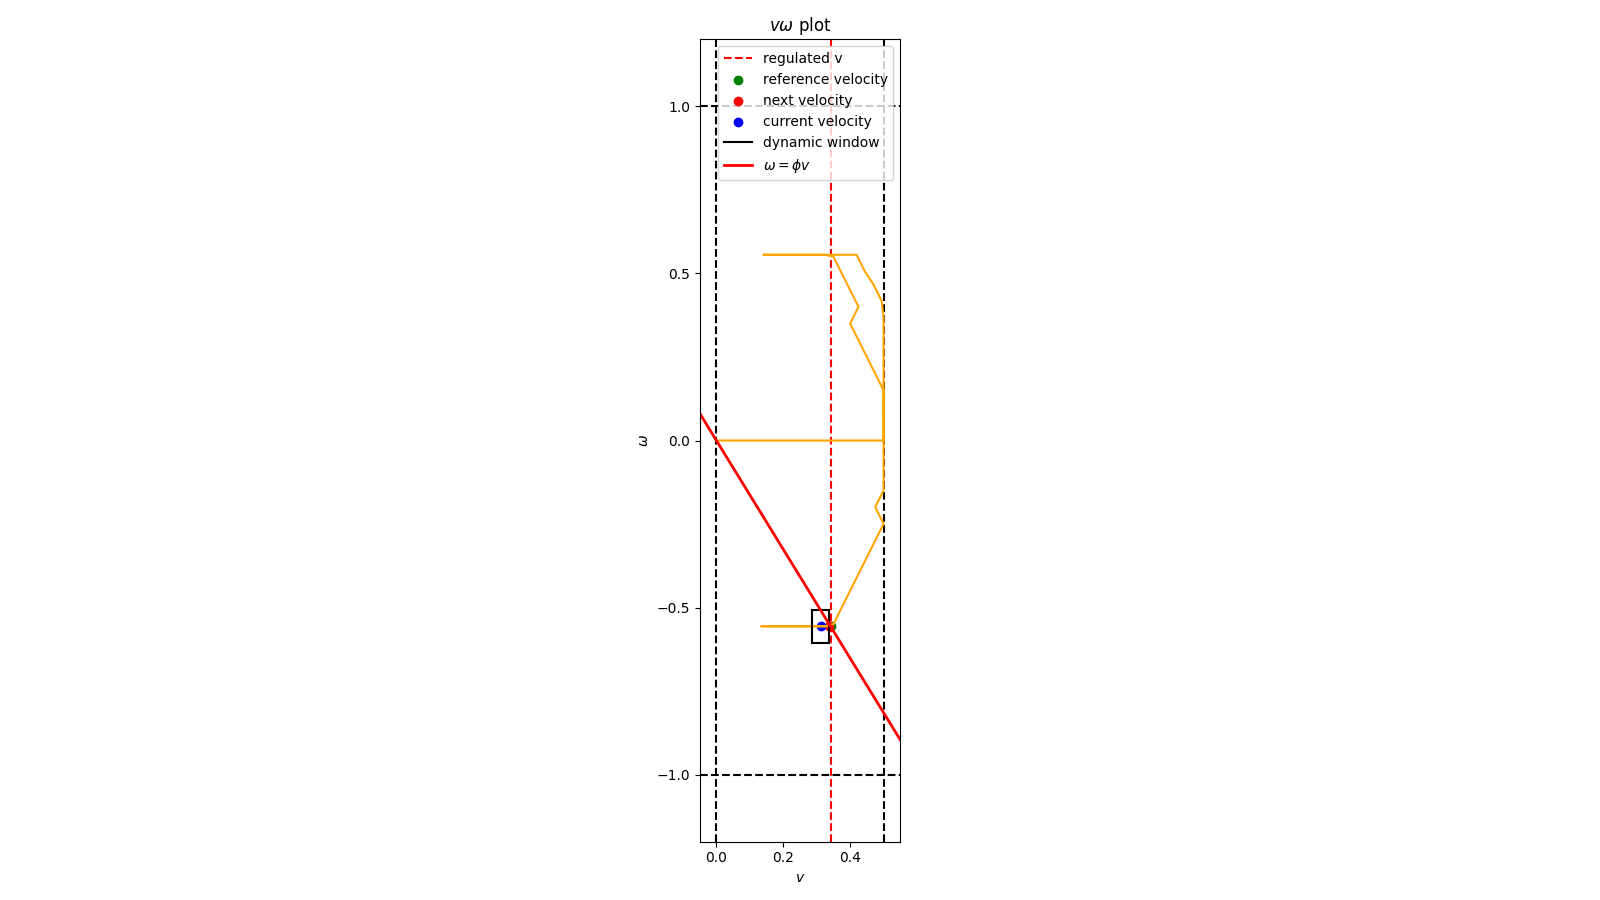 vω plot
regulated v
reference velocity
next velocity
current velocity
dynamic window
ω = ϕv
1.0
0.5
0.0
−0.5
−1.0
ω
0.0 0.2 0.4
v